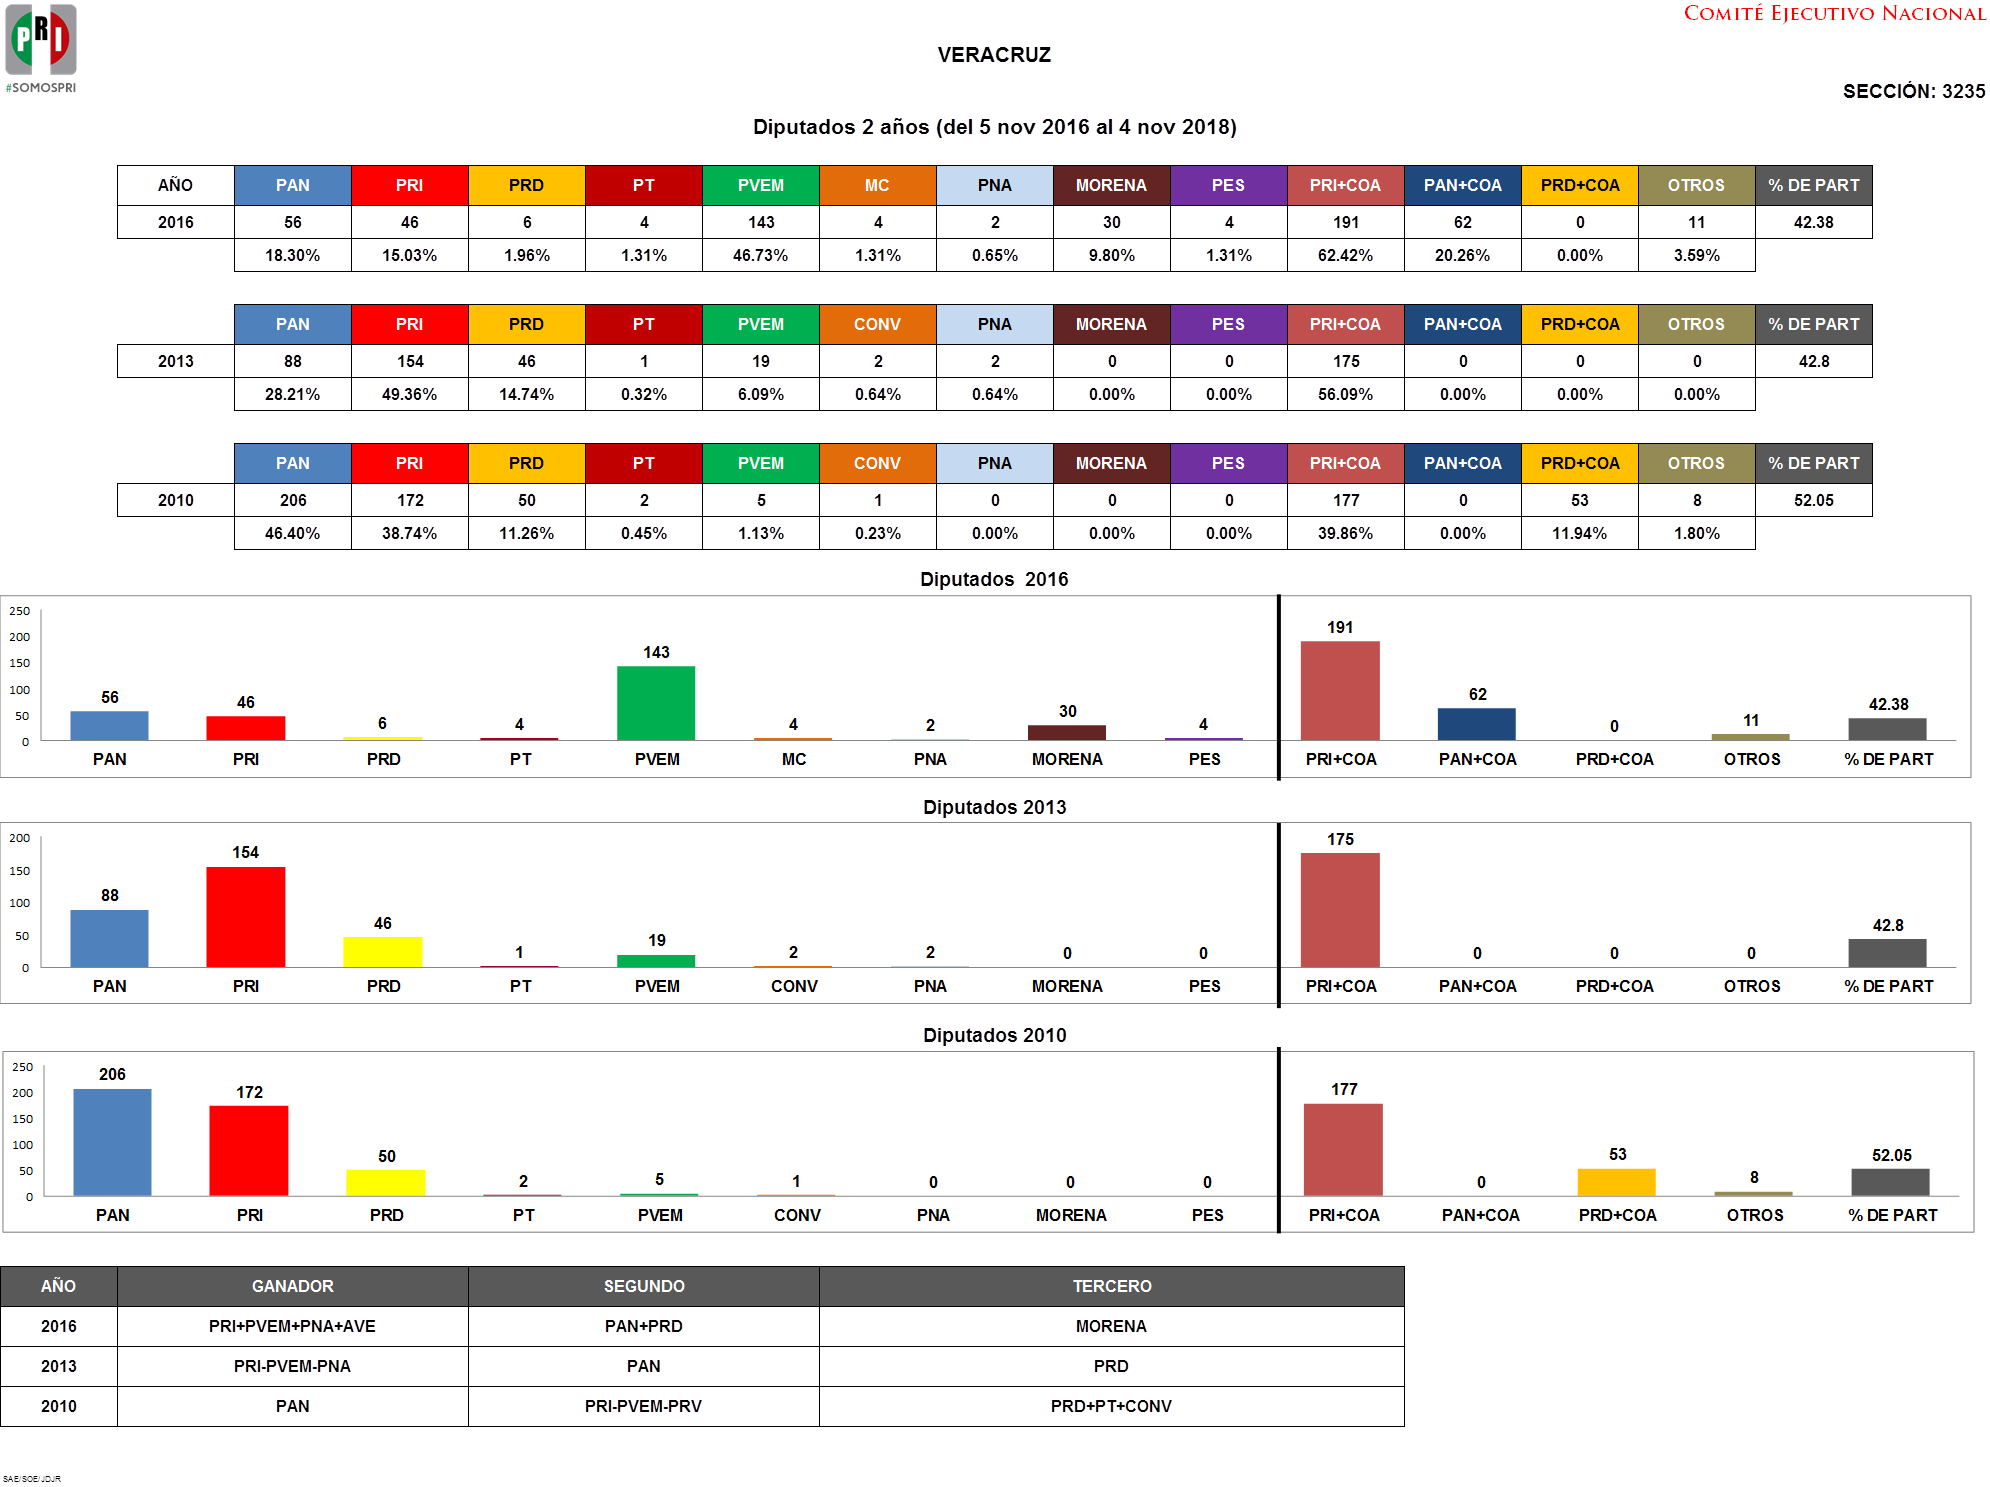 COMITÉ EJECUTIVO NACIONAL
PRI
#SOMOSPRI
VERACRUZ
SECCIÓN: 3235
Diputados 2 años (del 5 nov 2016 al 4 nov 2018)
AÑO PAN PRI PRD PT PVEM MC PNA MORENA PES PRI+COA PAN+COA PRD+COA OTROS % DE PART
2016 56 46 6 4 143 4 2 30 4 191 62 0 11 42.38
18.30% 15.03% 1.96% 1.31% 46.73% 1.31% 0.65% 9.80% 1.31% 62.42% 20.26% 0.00% 3.59%
PAN PRI PRD PT PVEM CONV PNA MORENA PES PRI+COA PAN+COA PRD+COA OTROS % DE PART
2013 88 154 46 1 19 2 2 0 0 175 0 0 0 42.8
28.21% 49.36% 14.74% 0.32% 6.09% 0.64% 0.64% 0.00% 0.00% 56.09% 0.00% 0.00% 0.00%
PAN PRI PRD PT PVEM CONV PNA MORENA PES PRI+COA PAN+COA PRD+COA OTROS % DE PART
2010 206 172 50 2 5 1 0 0 0 177 0 53 8 52.05
46.40% 38.74% 11.26% 0.45% 1.13% 0.23% 0.00% 0.00% 0.00% 39.86% 0.00% 11.94% 1.80%
Diputados 2016
250
200
150
100
50
0
56 46 6 4 143 4 2 30 4 191 62 0 11 42.38
PAN PRI PRD PT PVEM MC PNA MORENA PES PRI+COA PAN+COA PRD+COA OTROS % DE PART
Diputados 2013
200
150
100
50
0
88 154 46 1 19 2 2 0 0 175 0 0 0 42.8
PAN PRI PRD PT PVEM CONV PNA MORENA PES PRI+COA PAN+COA PRD+COA OTROS % DE PART
Diputados 2010
250
200
150
100
50
0
206 172 50 2 5 1 0 0 0 177 0 53 8 52.05
PAN PRI PRD PT PVEM CONV PNA MORENA PES PRI+COA PAN+COA PRD+COA OTROS % DE PART
AÑO GANADOR SEGUNDO TERCERO
2016 PRI+PVEM+PNA+AVE PAN+PRD MORENA
2013 PRI-PVEM-PNA PAN PRD
2010 PAN PRI-PVEM-PRV PRD+PT+CONV
SAE/SOE/JDJR